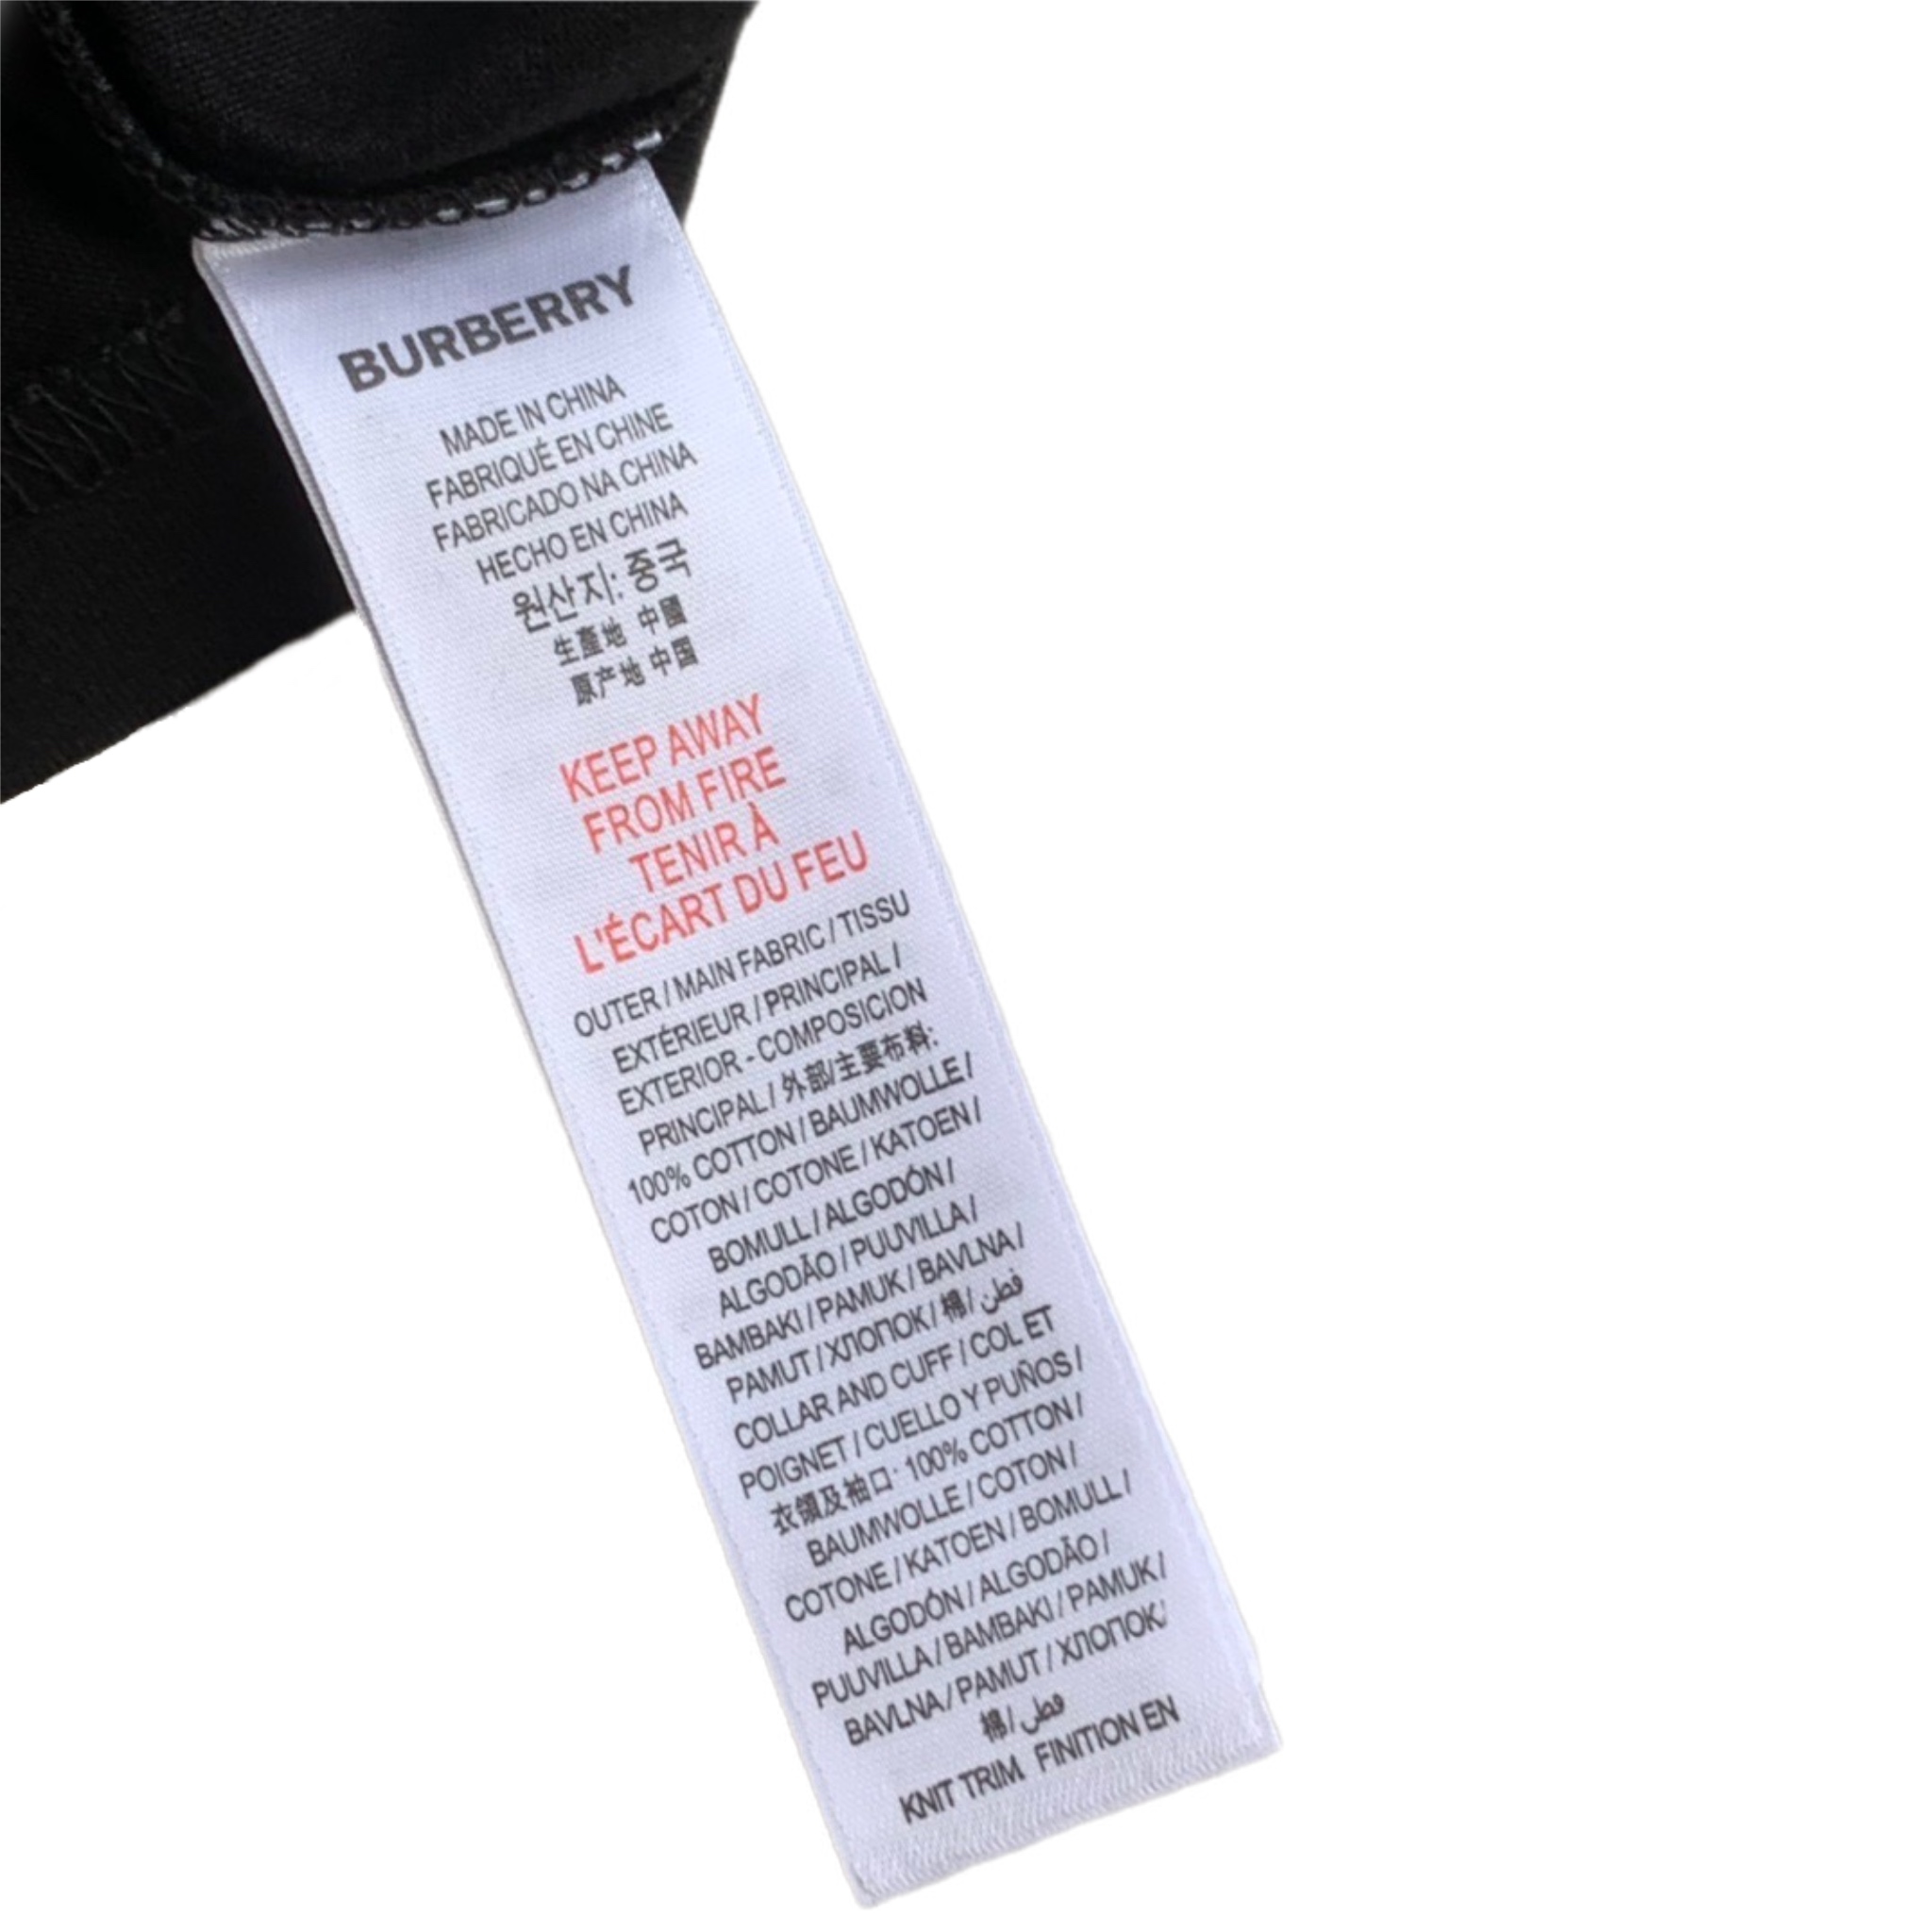 BURBERRY
MADE IN CHINA
FABRIQUÉ EN CHINE
FABRICADO NA CHINA
HECHO EN CHINA
원산지: 중국
生產地 中國
原产地 中国
KEEP AWAY
FROM FIRE
TENIR À
L'ÉCART DU FEU
OUTER / MAIN FABRIC / TISSU
EXTÉRIEUR / PRINCIPAL /
EXTERIOR - COMPOSICION
PRINCIPAL / 外部/主要布料:
100% COTTON / BAUMWOLLE /
COTON / COTONE / KATOEN /
BOMULL / ALGODÓN /
ALGODÃO / PUUVILLA /
BAMBAKI / PAMUK / BAVLNA /
PAMUT / ХЛОПОК / 棉 / قطن
COLLAR AND CUFF / COL ET
POIGNET / CUELLO Y PUÑOS /
衣領及袖口: 100% COTTON /
BAUMWOLLE / COTON /
COTONE / KATOEN / BOMULL /
ALGODÓN / ALGODÃO /
PUUVILLA / BAMBAKI / PAMUK /
BAVLNA / PAMUT / ХЛОПОК/
棉 / قطن
KNIT TRIM FINITION EN